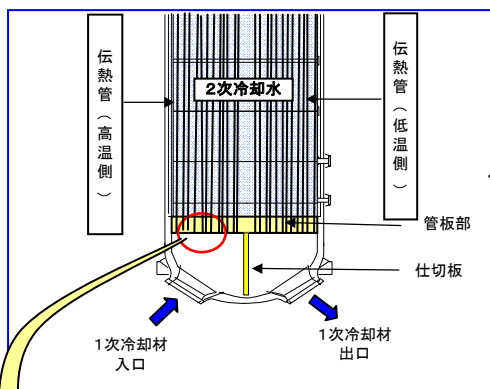 伝熱管(高温側)
2次冷却水
伝熱管(低温側)
管板部
仕切板
1次冷却材
入口
1次冷却材
出口